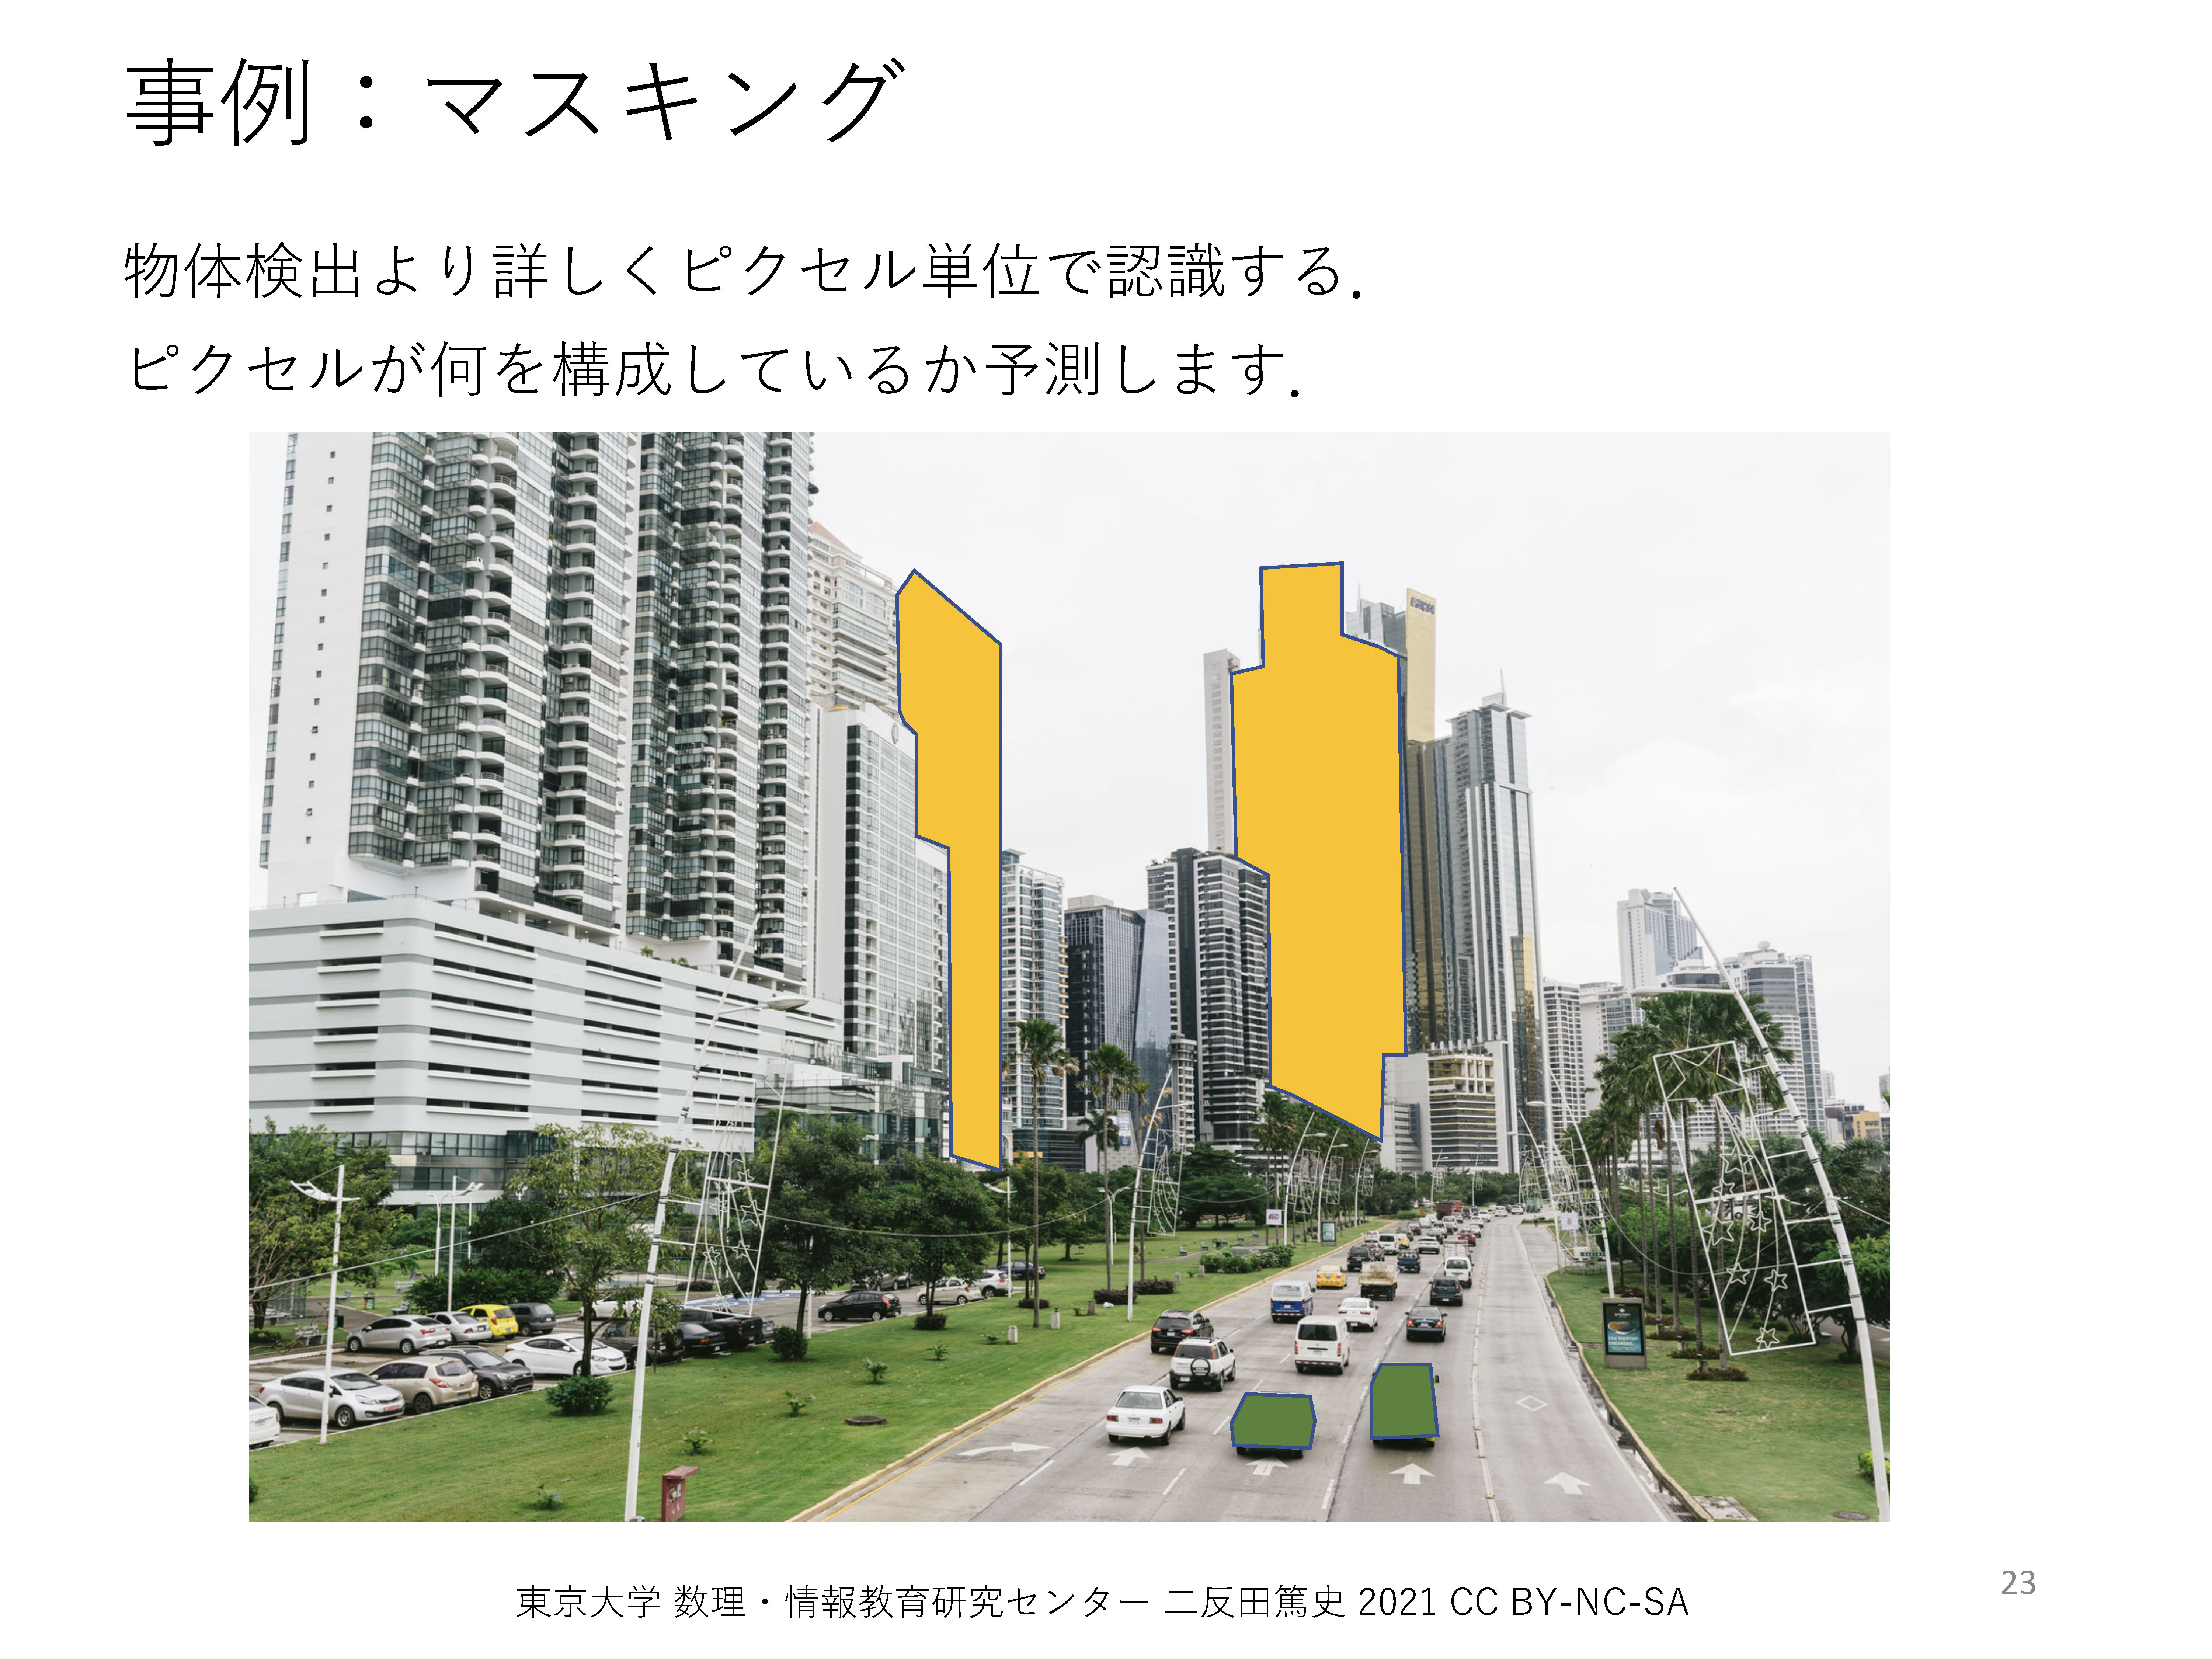 事例：マスキング
物体検出より詳しくピクセル単位で認識する．
ピクセルが何を構成しているか予測します．
東京大学 数理・情報教育研究センター 二反田篤史 2021 CC BY-NC-SA
23